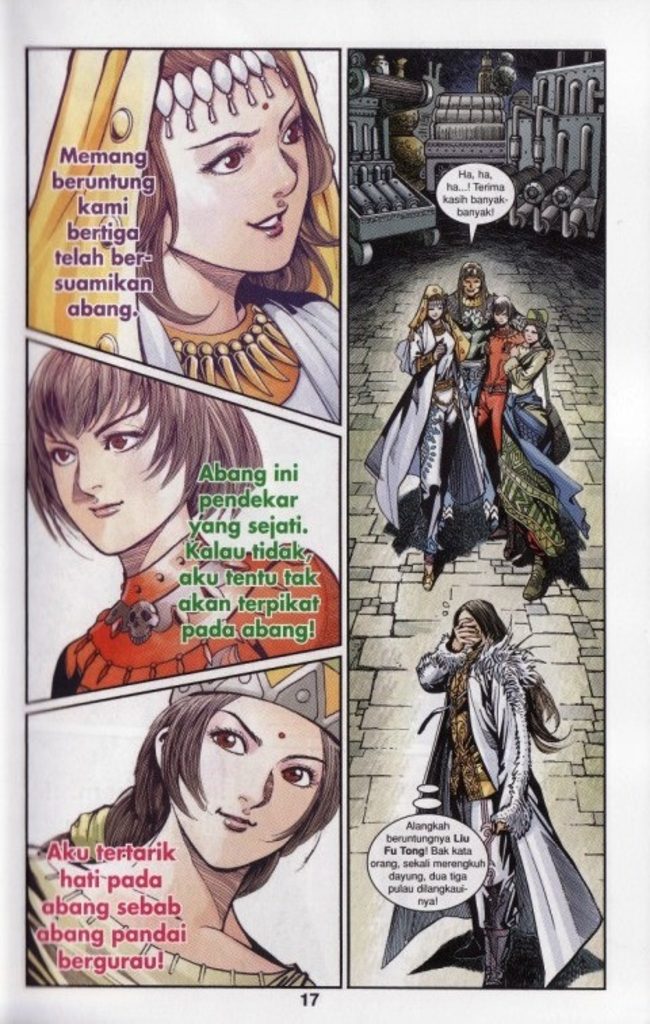 Memang
beruntung
kami
bertiga
telah ber-
suamikan
abang.
Abang ini
pendekar
yang sejati.
Kalau tidak,
aku tentu tak
akan terpikat
pada abang!
Aku tertarik
hati pada
abang sebab
abang pandai
bergurau!
Ha, ha,
ha...! Terima
kasih banyak-
banyak!
Alangkah
beruntungnya Liu
Fu Tong! Bak kata
orang, sekali merengkuh
dayung, dua tiga
pulau dilangkaui-
nya!
17